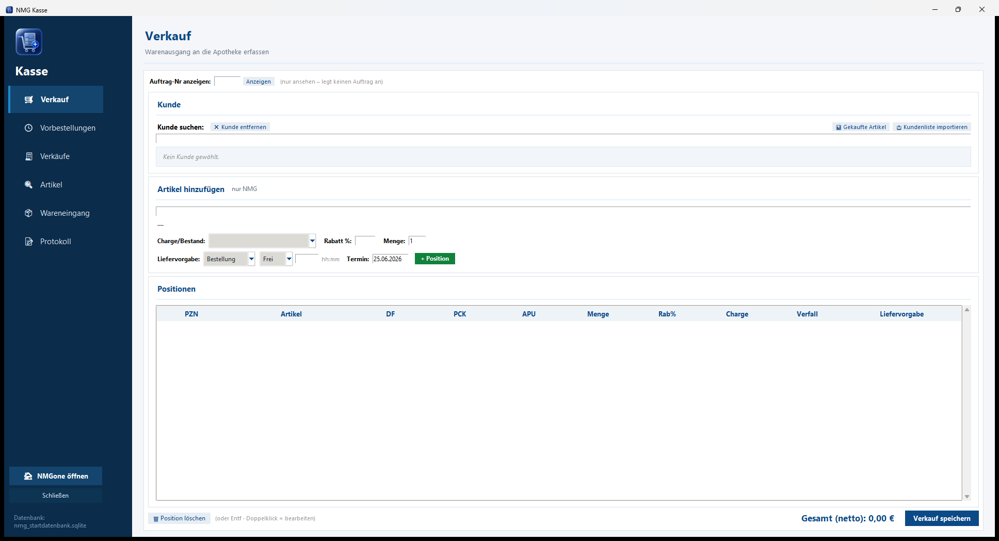 NMG Kasse
Kasse
Verkauf
Vorbestellungen
Verkäufe
Artikel
Wareneingang
Protokoll
NMGone öffnen
Schließen
Datenbank:
nmg_startdatenbank.sqlite
Verkauf
Warenausgang an die Apotheke erfassen
Auftrag-Nr anzeigen: Anzeigen (nur ansehen – legt keinen Auftrag an)
Kunde
Kunde suchen: ✕ Kunde entfernen Gekaufte Artikel Kundenliste importieren
Kein Kunde gewählt.
Artikel hinzufügen nur NMG
—
Charge/Bestand: Rabatt %: Menge: 1
Liefervorgabe: Bestellung Frei hh:mm Termin: 25.06.2026 + Position
Positionen
PZN Artikel DF PCK APU Menge Rab% Charge Verfall Liefervorgabe
Position löschen (oder Entf · Doppelklick = bearbeiten) Gesamt (netto): 0,00 € Verkauf speichern